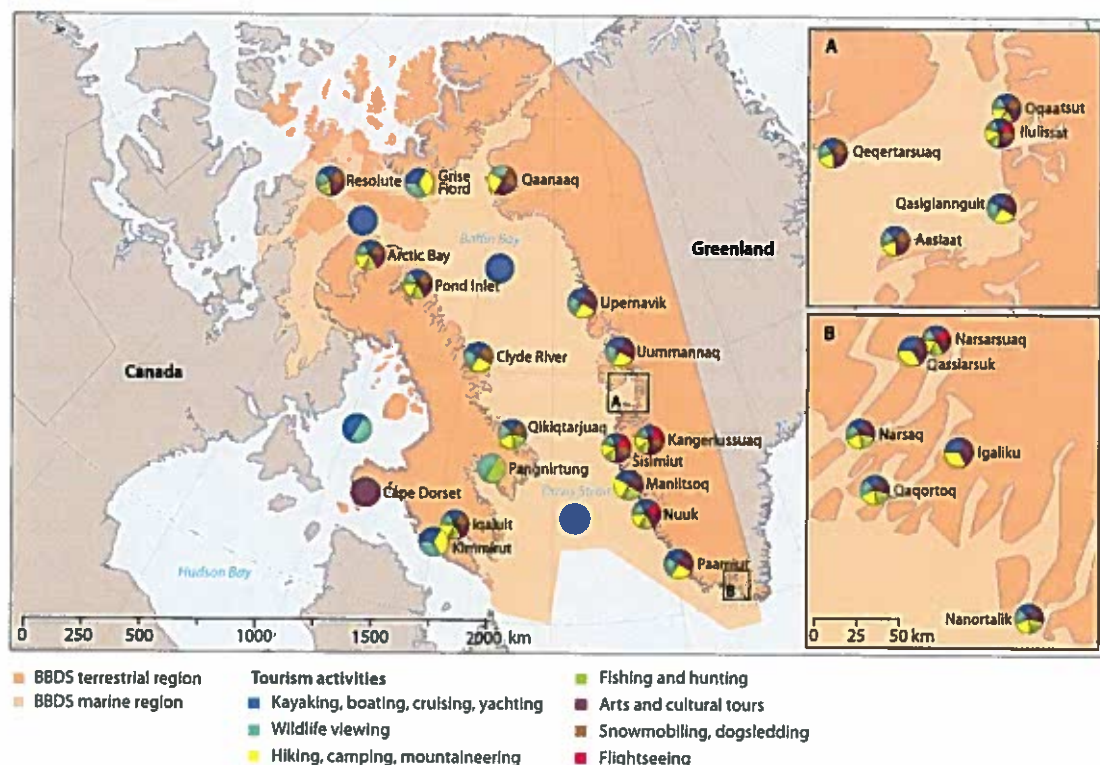 Resolute
Grise
Fiord
Qaanaaq
Baffin Bay
Greenland
Arctic Bay
Pond Inlet
Upernavik
Canada
Clyde River
Uummannaq
A
Qikiqtarjuaq
Kangerlussuaq
Sisimiut
Pangnirtung
Maniitsoq
Cape Dorset
Davis Strait
Nuuk
Iqaluit
Kimmirut
Paamiut
Hudson Bay
B
0 250 500 1000 1500 2000 km
A
Oqaatsut
Ilulissat
Qeqertarsuaq
Qasigiannguit
Aasiaat
B
Narsarsuaq
Qassiarsuk
Narsaq
Igaliku
Qaqortoq
Nanortalik
0 25 50 km
BBDS terrestrial region
BBDS marine region
Tourism activities
Kayaking, boating, cruising, yachting
Wildlife viewing
Hiking, camping, mountaineering
Fishing and hunting
Arts and cultural tours
Snowmobiling, dogsledding
Flightseeing